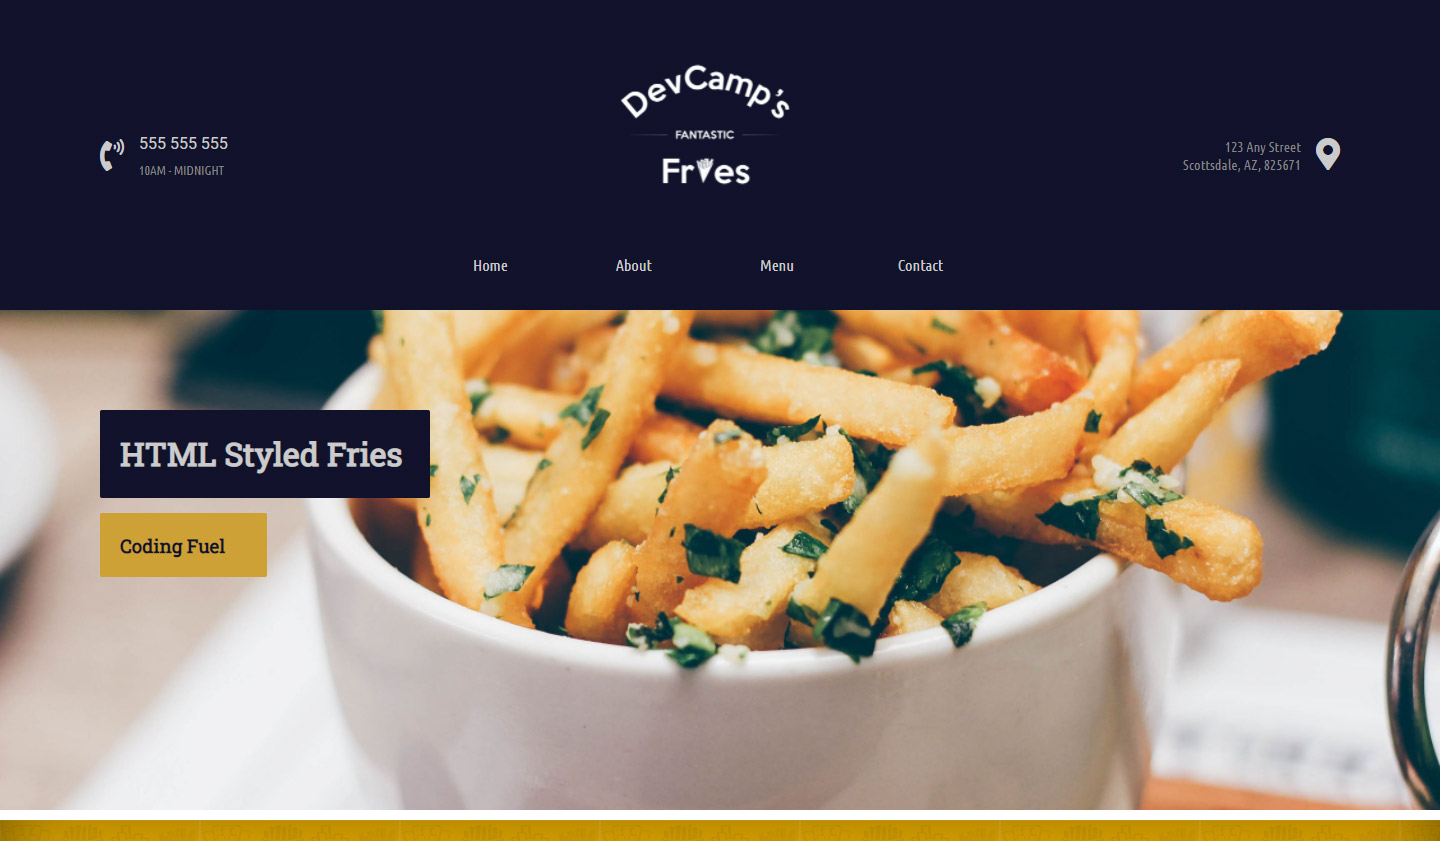 DevCamp's
FANTASTIC
Fries
555 555 555
10AM - MIDNIGHT
123 Any Street
Scottsdale, AZ, 825671
Home
About
Menu
Contact
HTML Styled Fries
Coding Fuel